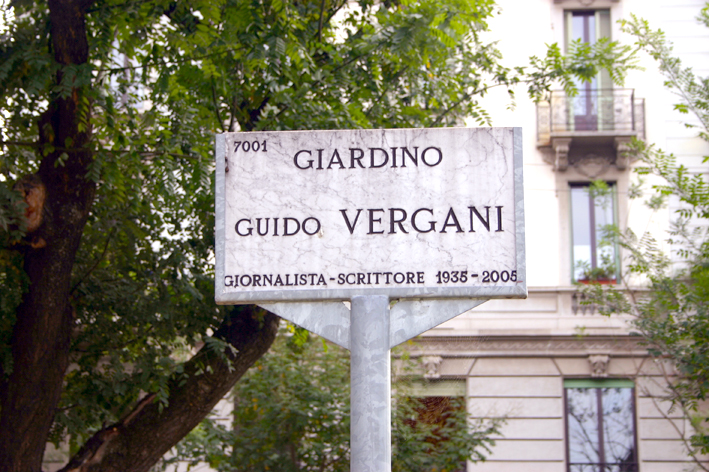 7001
GIARDINO
GUIDO VERGANI
GIORNALISTA-SCRITTORE 1935-2005